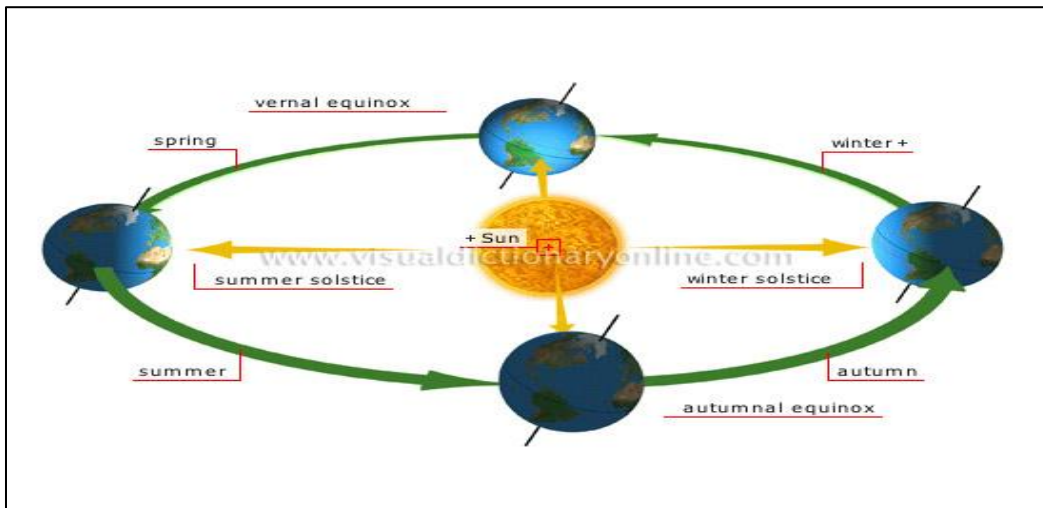 vernal equinox
spring
winter +
+ Sun
www.visualdictionaryonline.com
summer solstice
winter solstice
summer
autumn
autumnal equinox